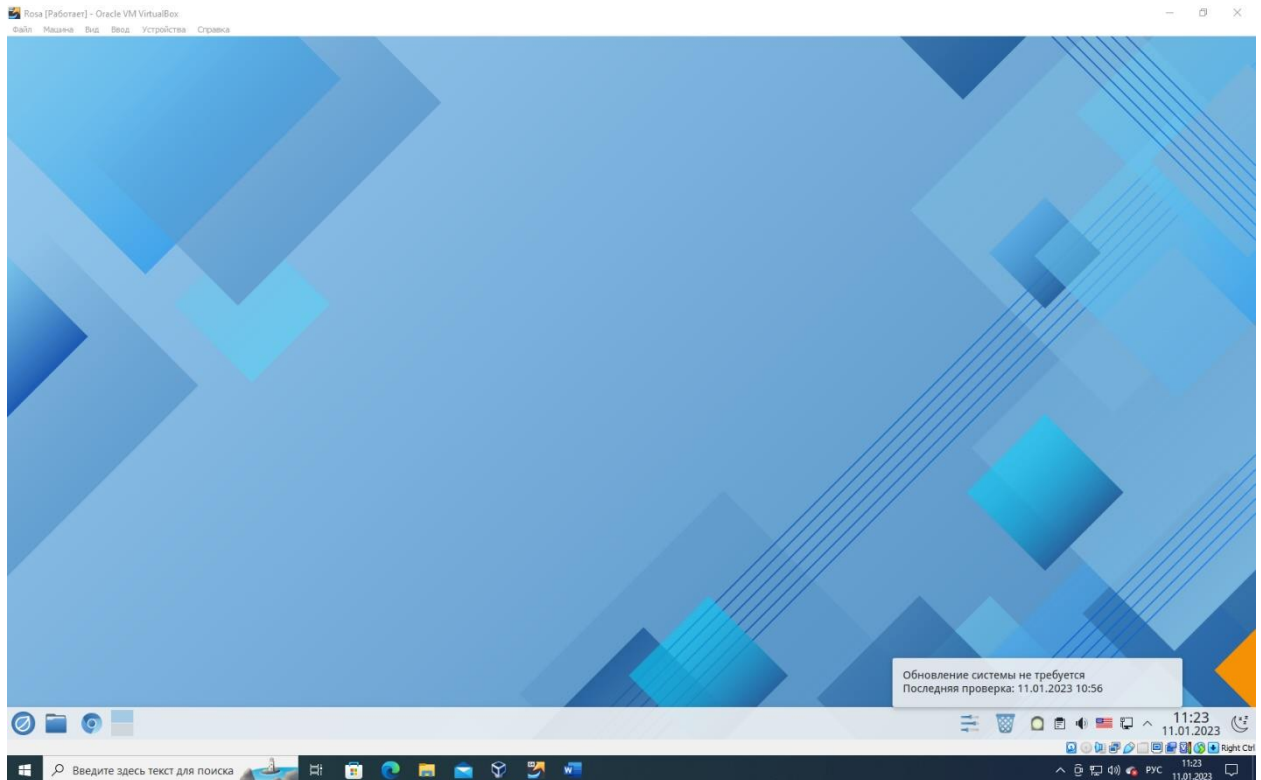 Rosa [Работает] - Oracle VM VirtualBox
Файл Машина Вид Ввод Устройства Справка
Обновление системы не требуется
Последняя проверка: 11.01.2023 10:56
11:23
11.01.2023
Right Ctrl
Введите здесь текст для поиска
РУС
11:23
11.01.2023